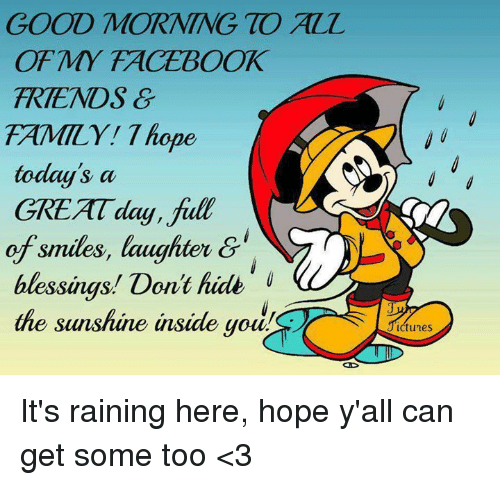 GOOD MORNING TO ALL
OF MY FACEBOOK
FRIENDS &
FAMILY! I hope
today's a
GREAT day, full
of smiles, laughter &
blessings! Don't hide
the sunshine inside you!
Pictures
It's raining here, hope y'all can
get some too <3